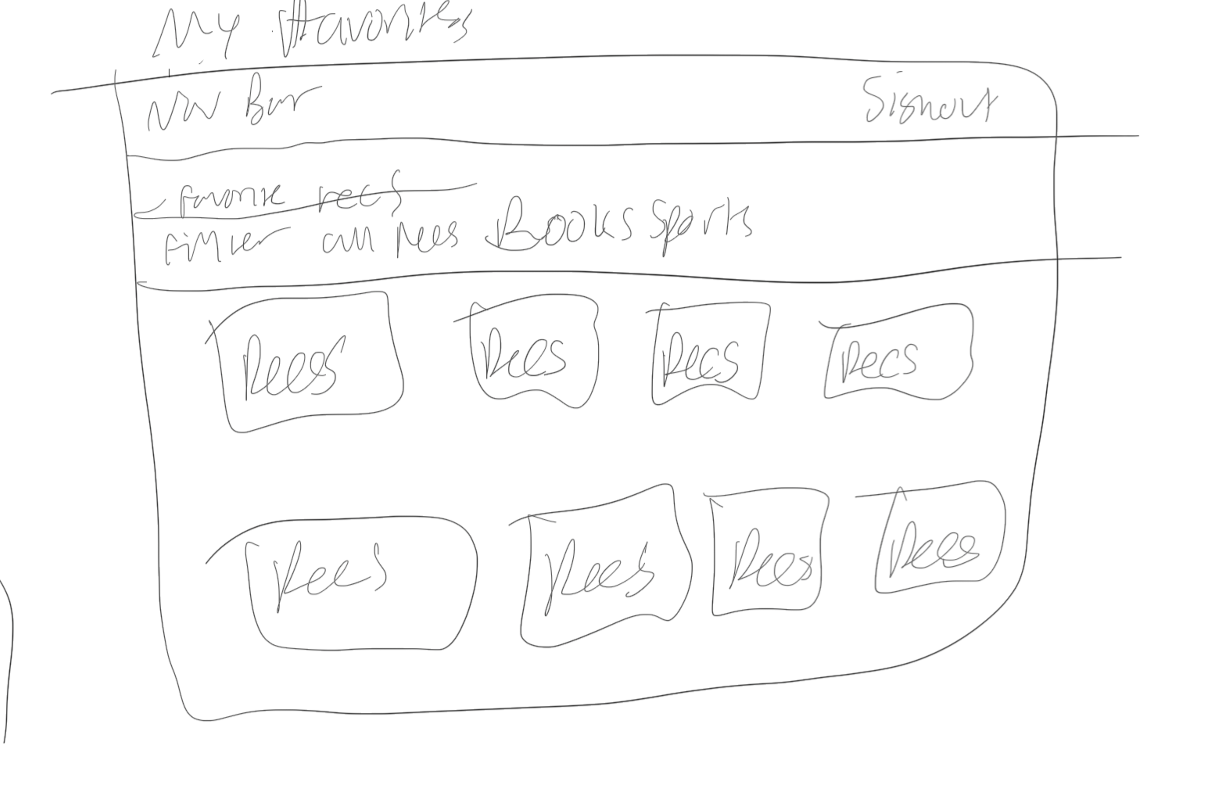 My Favorites
Nav Bar Signout
favorite recs
Filter all Recs Books Sports
Recs Recs Recs Recs
Recs Recs Recs Recs